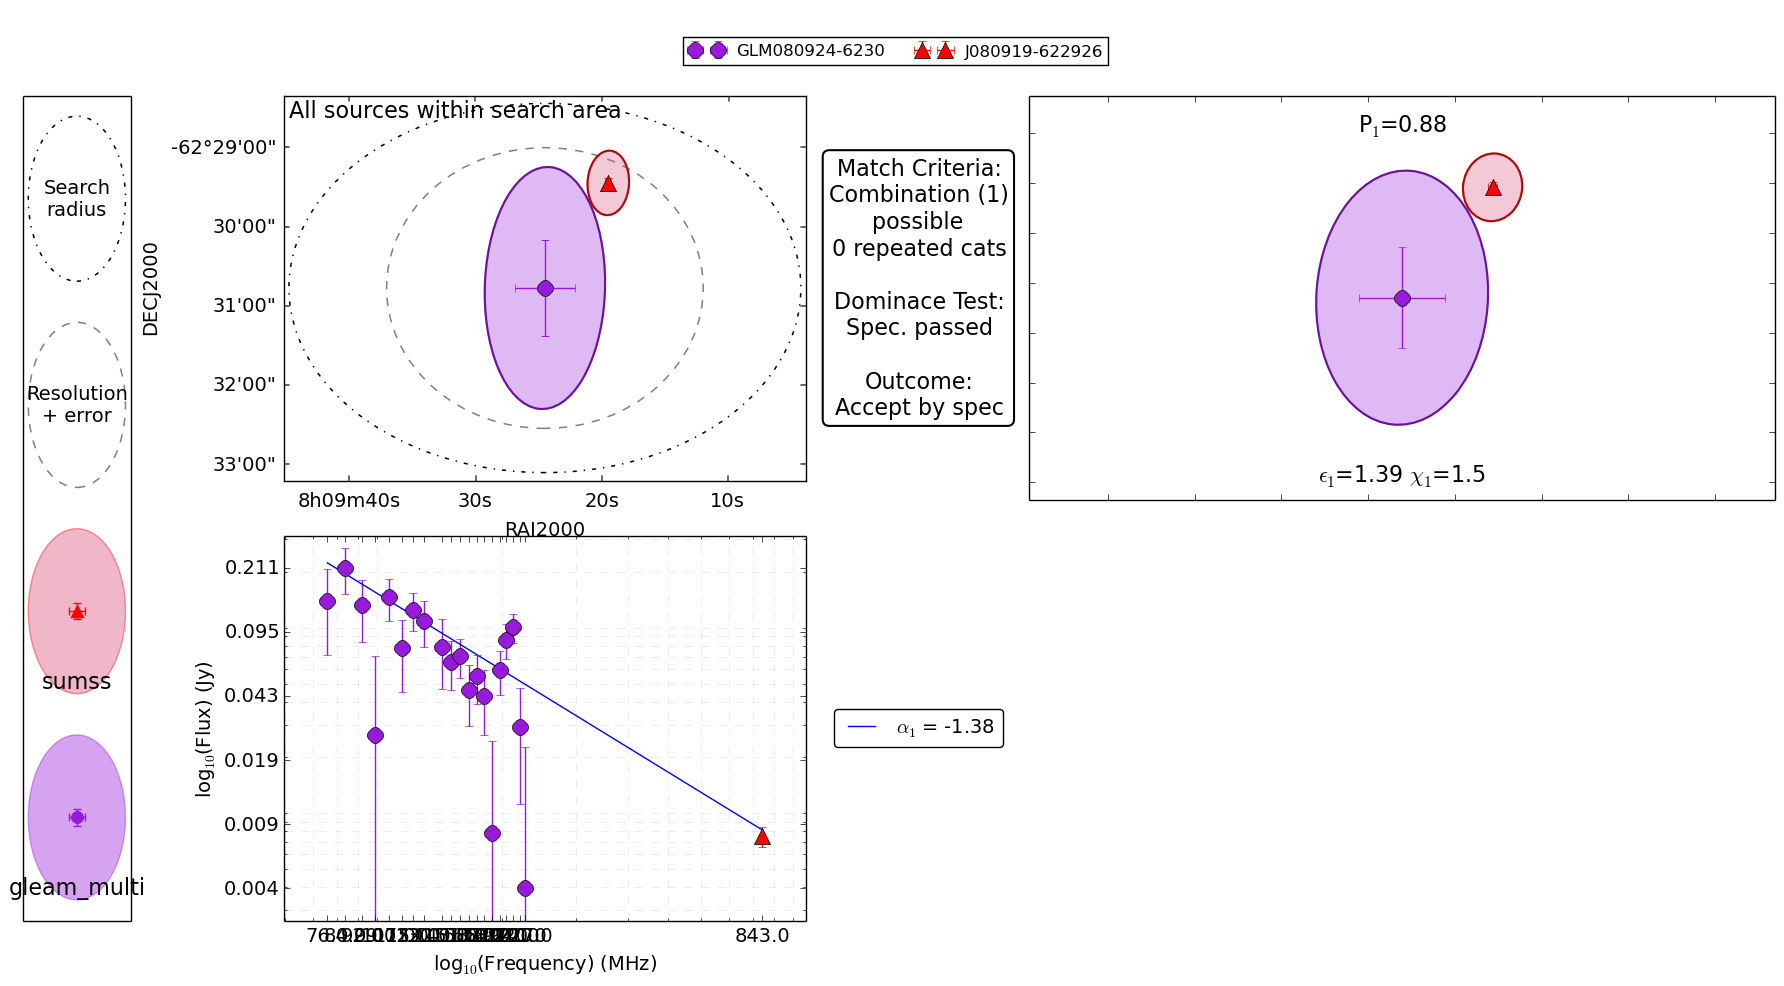 GLM080924-6230
J080919-622926
Search
radius
Resolution
+ error
sumss
gleam_multi
All sources within search area
DECJ2000
-62°29'00"
30'00"
31'00"
32'00"
33'00"
8h09m40s
30s
20s
10s
RAJ2000
Match Criteria:
Combination (1)
possible
0 repeated cats
Dominace Test:
Spec. passed
Outcome:
Accept by spec
P₁=0.88
ϵ₁=1.39 χ₁=1.5
log₁₀(Flux) (Jy)
0.211
0.095
0.043
0.019
0.009
0.004
843.0
log₁₀(Frequency) (MHz)
α₁ = -1.38